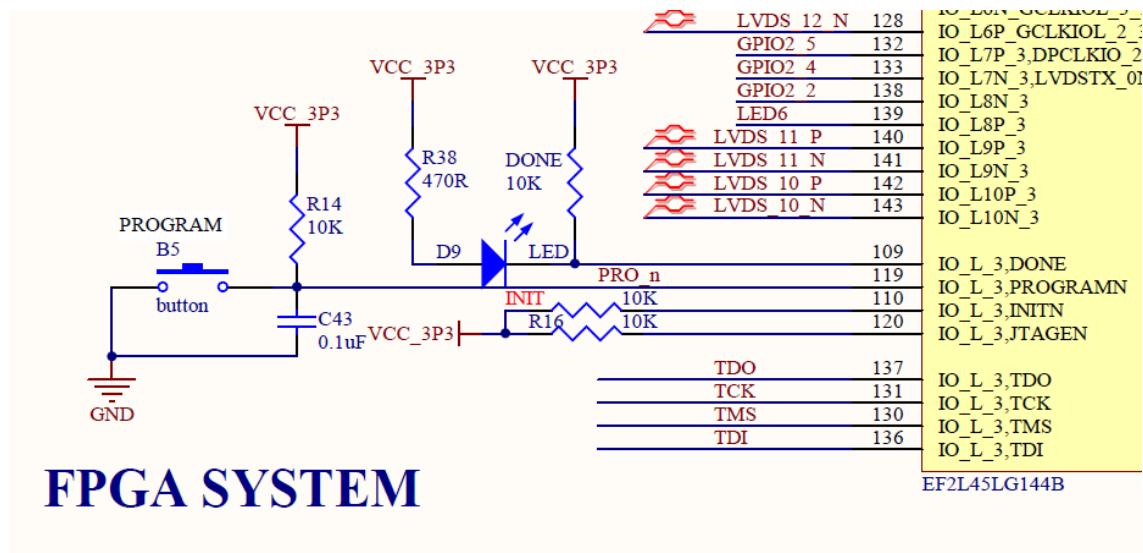 IO_L6N_GCLKIOL_3_
LVDS_12_N 128 IO_L6P_GCLKIOL_2_3
GPIO2_5 132 IO_L7P_3,DPCLKIO_2
GPIO2_4 133 IO_L7N_3,LVDSTX_0N
GPIO2_2 138 IO_L8N_3
LED6 139 IO_L8P_3
LVDS_11_P 140 IO_L9P_3
LVDS_11_N 141 IO_L9N_3
LVDS_10_P 142 IO_L10P_3
LVDS_10_N 143 IO_L10N_3
VCC_3P3
VCC_3P3
VCC_3P3
R38
470R
DONE
10K
R14
10K
PROGRAM
B5
button
D9
LED
109 IO_L_3,DONE
PRO_n 119 IO_L_3,PROGRAMN
INIT 10K 110 IO_L_3,INITN
R16 10K 120 IO_L_3,JTAGEN
C43
0.1uF
VCC_3P3
GND
TDO 137 IO_L_3,TDO
TCK 131 IO_L_3,TCK
TMS 130 IO_L_3,TMS
TDI 136 IO_L_3,TDI
EF2L45LG144B
FPGA SYSTEM